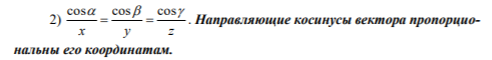 2) cosα/x = cosβ/y = cosγ/z . Направляющие косинусы вектора пропорцио-
нальны его координатам.